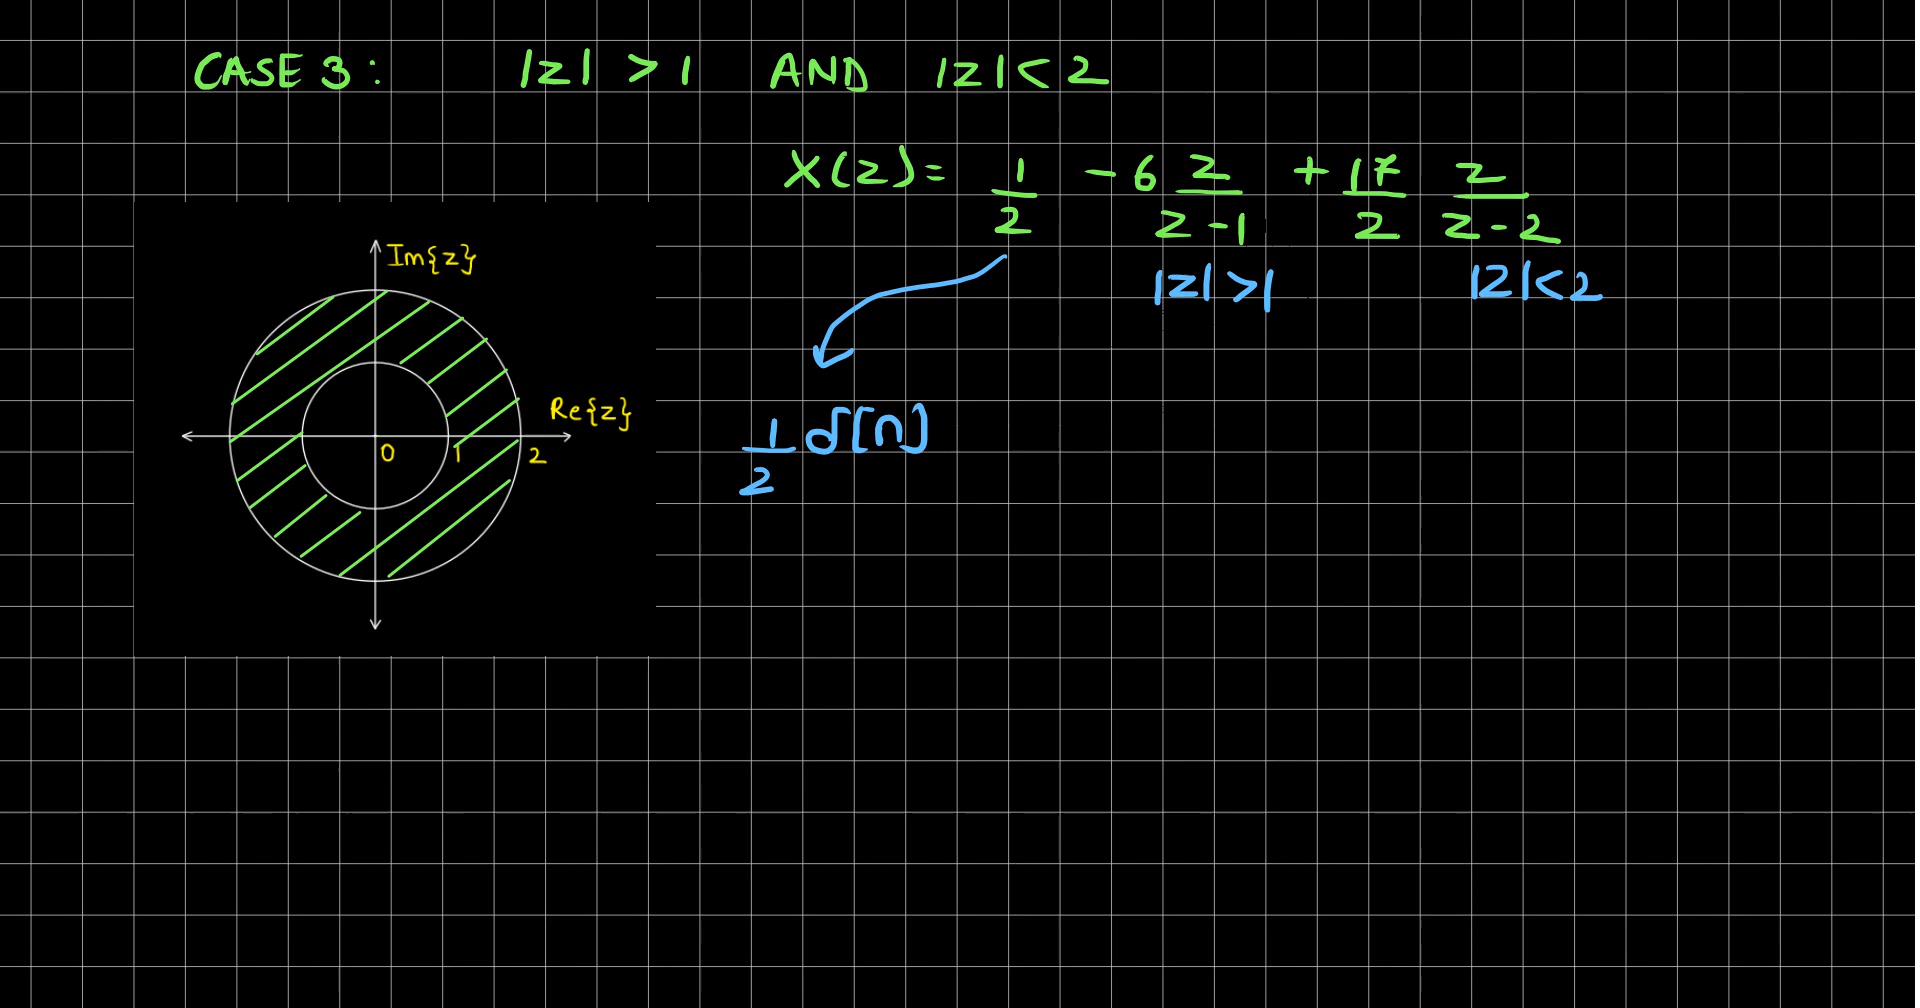 CASE 3: |z| > 1 AND |z| < 2
X(z) = 1/2 - 6 z/(z-1) + 17/2 z/(z-2)
|z| > 1 |z| < 2
1/2 δ[n]
Im{z}
Re{z}
0 1 2